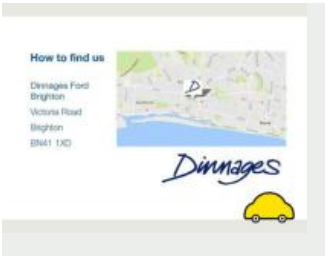 How to find us
Dinnages Ford
Brighton
Victoria Road
Brighton
BN41 1XD
Dinnages